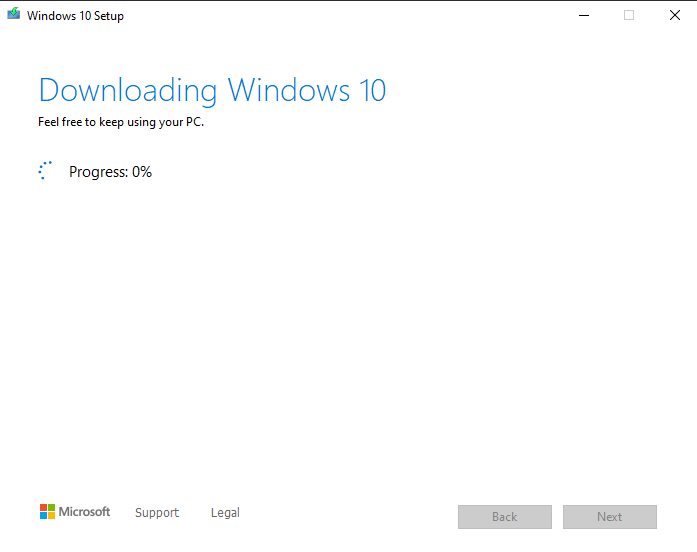 Windows 10 Setup
Downloading Windows 10
Feel free to keep using your PC.
Progress: 0%
Microsoft Support Legal Back Next